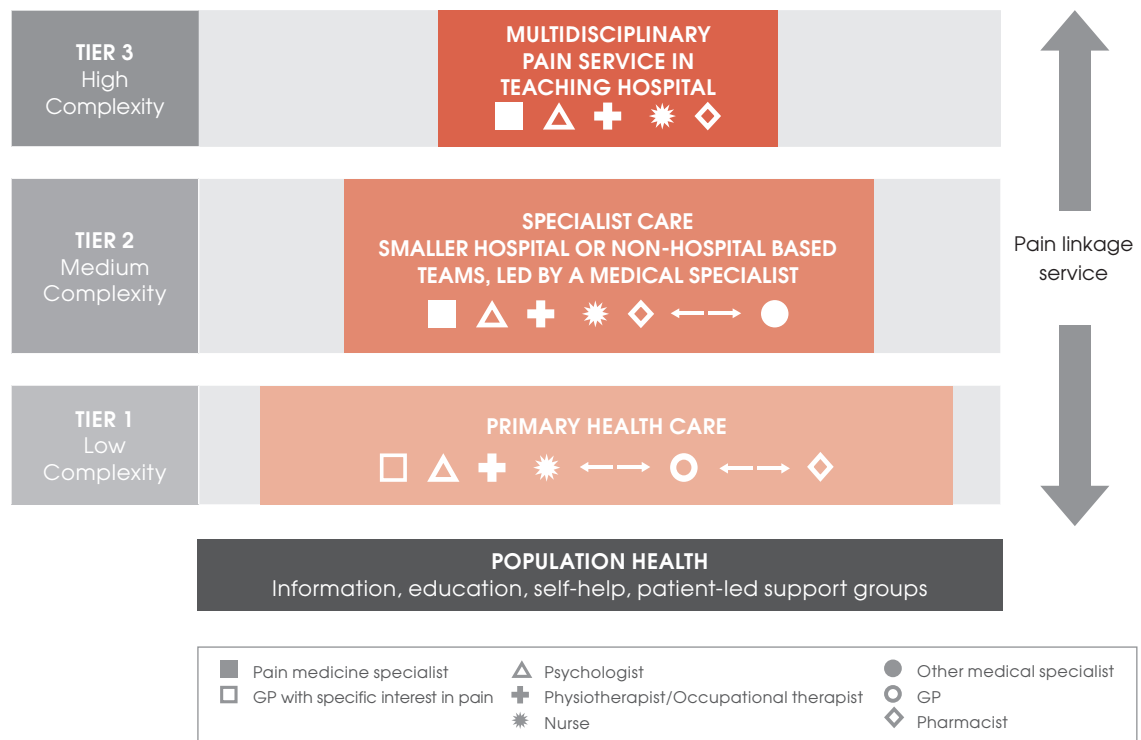 TIER 3
High
Complexity
MULTIDISCIPLINARY
PAIN SERVICE IN
TEACHING HOSPITAL
TIER 2
Medium
Complexity
SPECIALIST CARE
SMALLER HOSPITAL OR NON-HOSPITAL BASED
TEAMS, LED BY A MEDICAL SPECIALIST
Pain linkage
service
TIER 1
Low
Complexity
PRIMARY HEALTH CARE
POPULATION HEALTH
Information, education, self-help, patient-led support groups
Pain medicine specialist
GP with specific interest in pain
Psychologist
Physiotherapist/Occupational therapist
Nurse
Other medical specialist
GP
Pharmacist